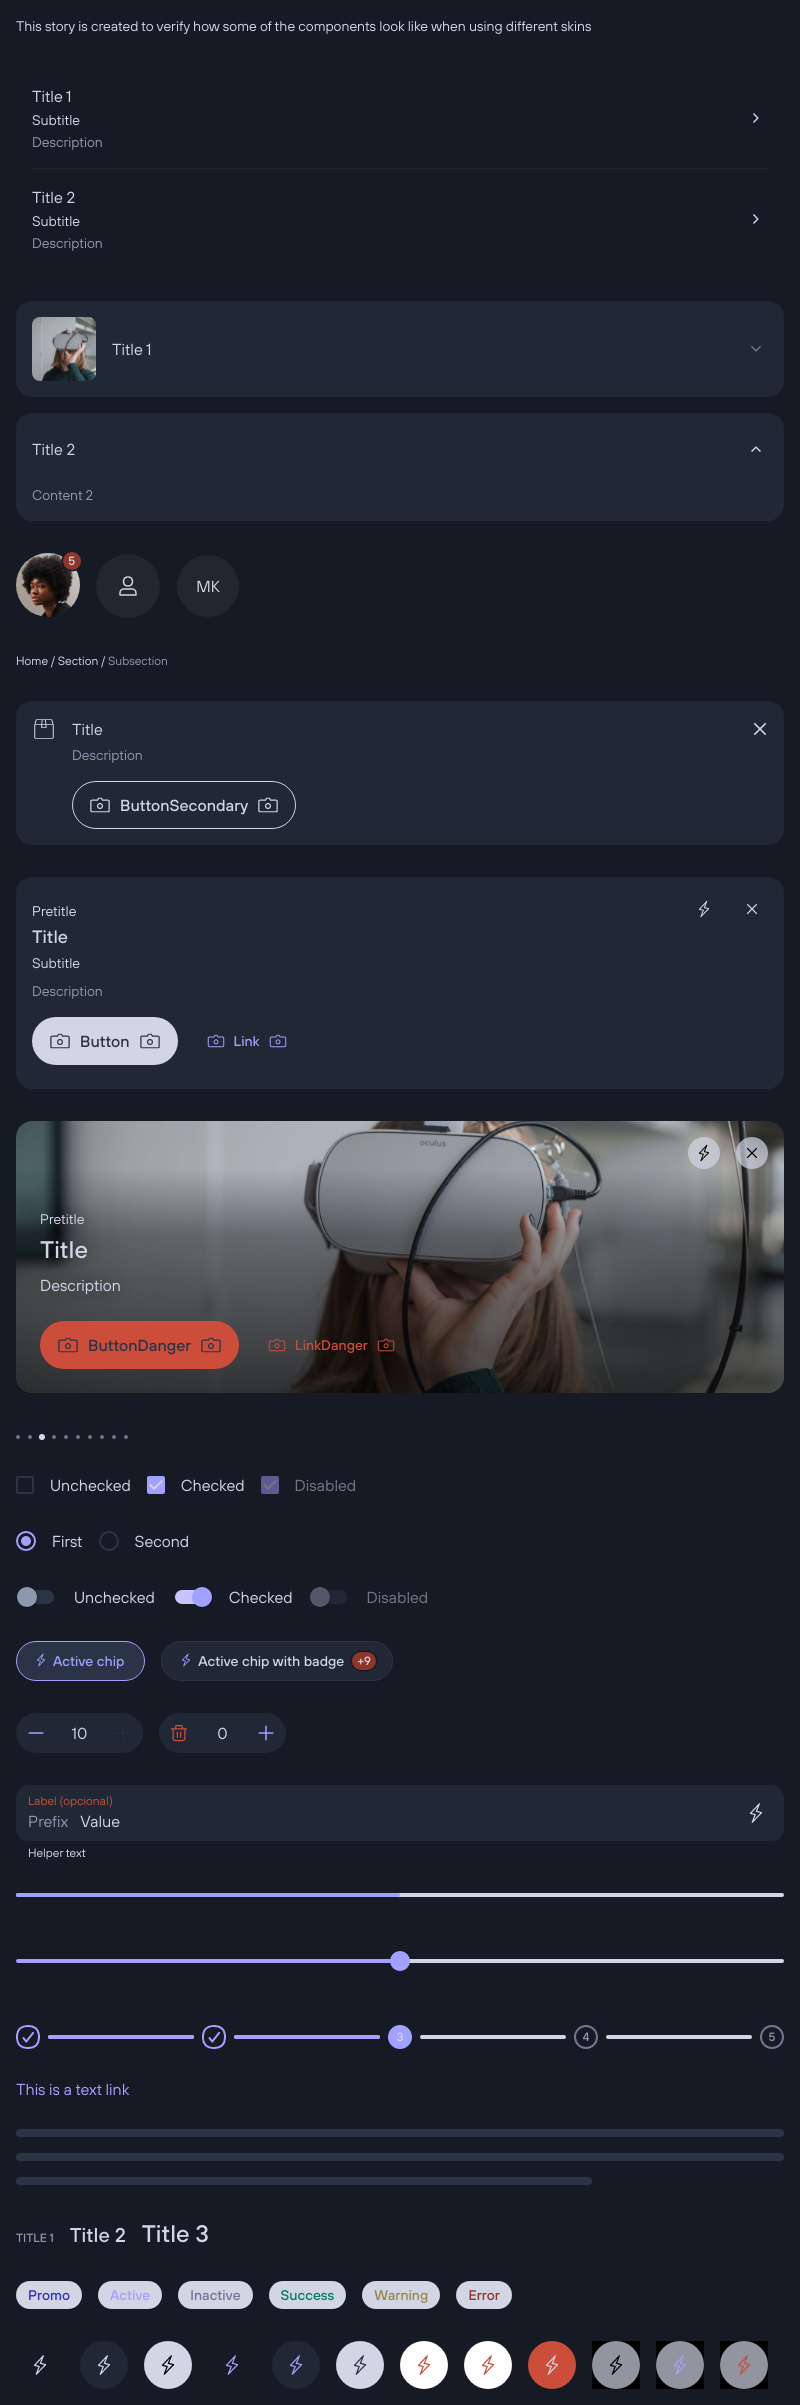 This story is created to verify how some of the components look like when using different skins
Title 1
Subtitle
Description
Title 2
Subtitle
Description
Title 1
Title 2
Content 2
5
MK
Home / Section / Subsection
Title
Description
ButtonSecondary
Pretitle
Title
Subtitle
Description
Button Link
oculus
Pretitle
Title
Description
ButtonDanger LinkDanger
Unchecked Checked Disabled
First Second
Unchecked Checked Disabled
Active chip Active chip with badge +9
10 0
Label (opcional)
Prefix Value
Helper text
3 4 5
This is a text link
TITLE 1 Title 2 Title 3
Promo Active Inactive Success Warning Error